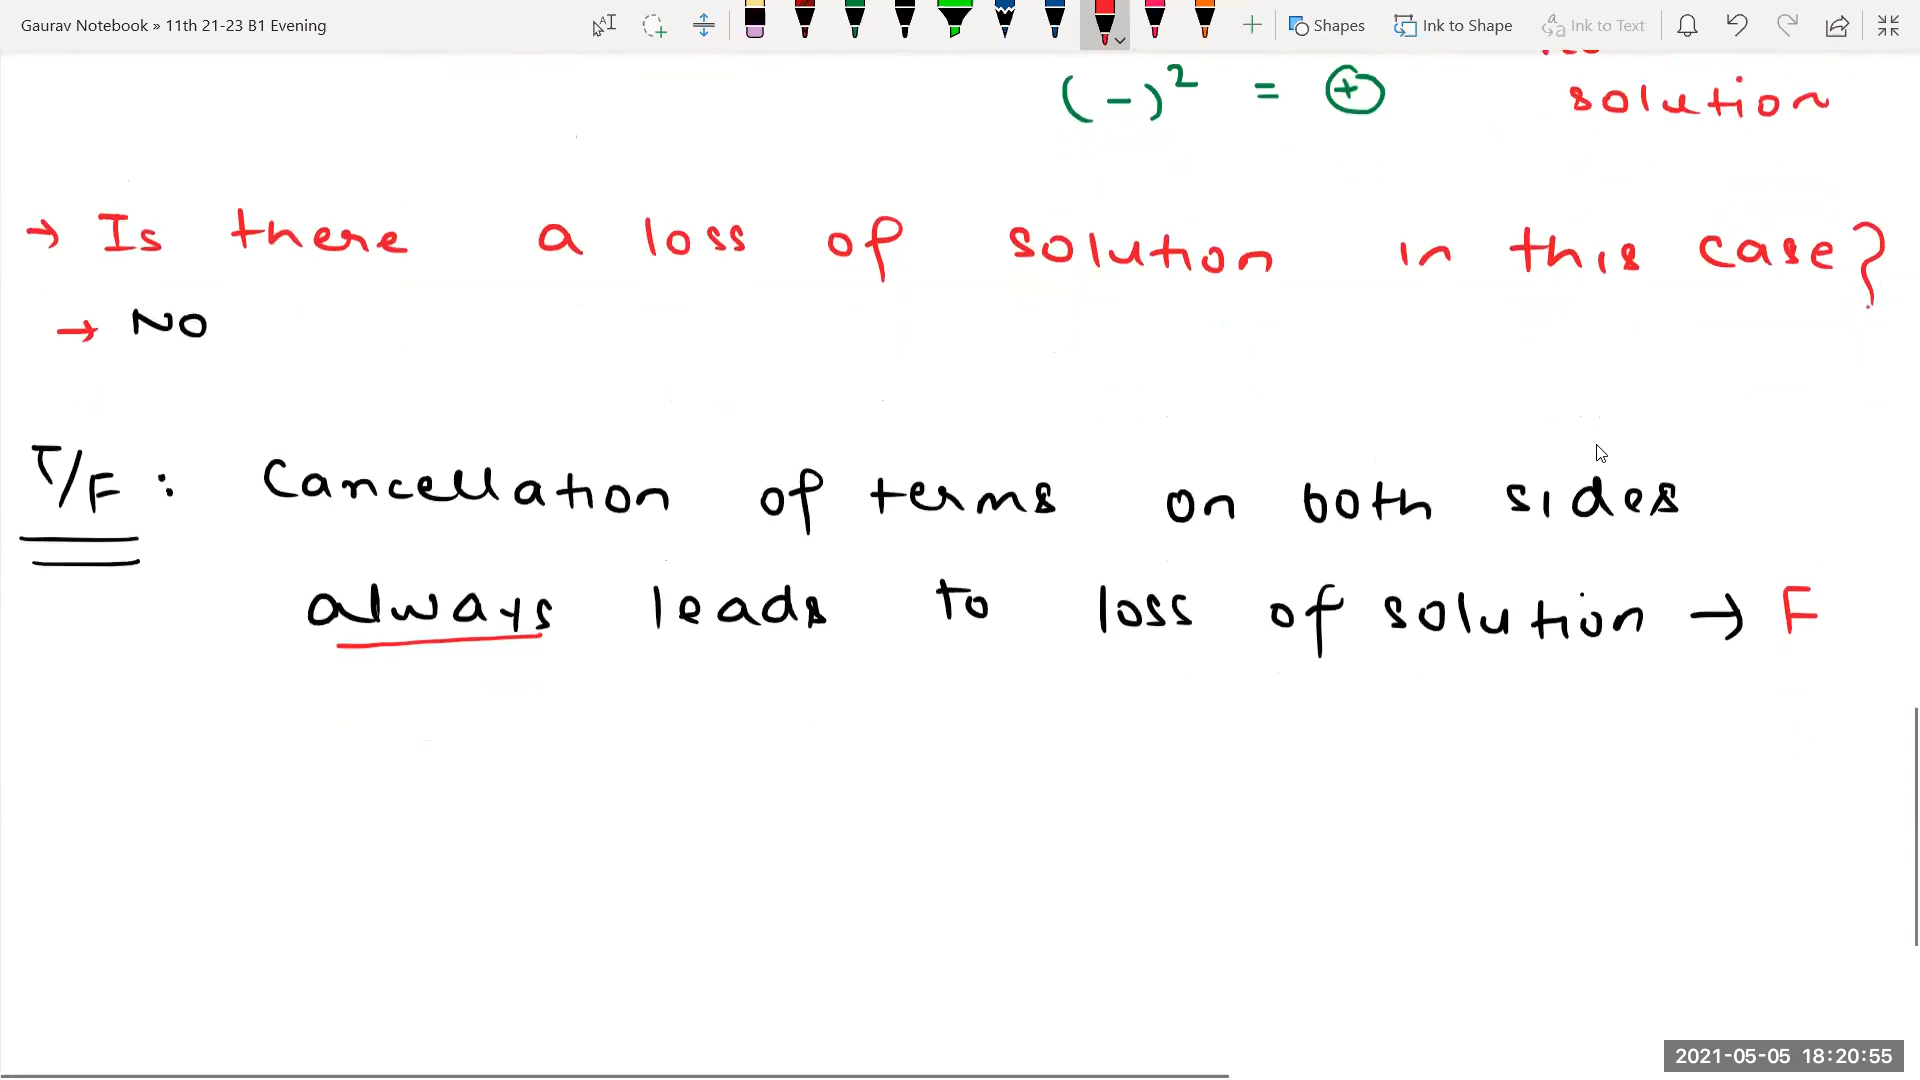 Gaurav Notebook » 11th 21-23 B1 Evening
Shapes
Ink to Shape
Ink to Text
(-)² = +
solution
→ Is there a loss of solution in this case?
→ NO
T/F : Cancellation of terms on both sides
always leads to loss of solution → F
2021-05-05 18:20:55